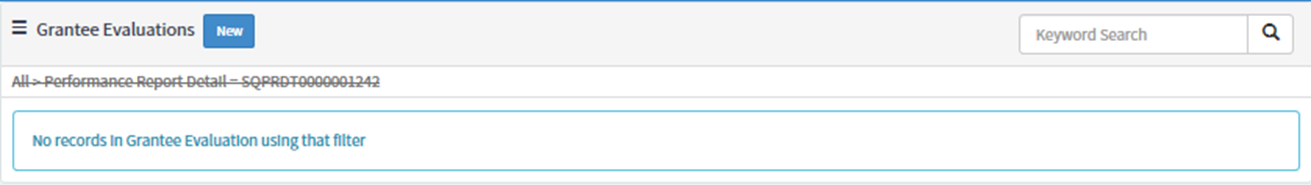 Grantee Evaluations New Keyword Search
All > Performance Report Detail = SQPRDT0000001242
No records in Grantee Evaluation using that filter